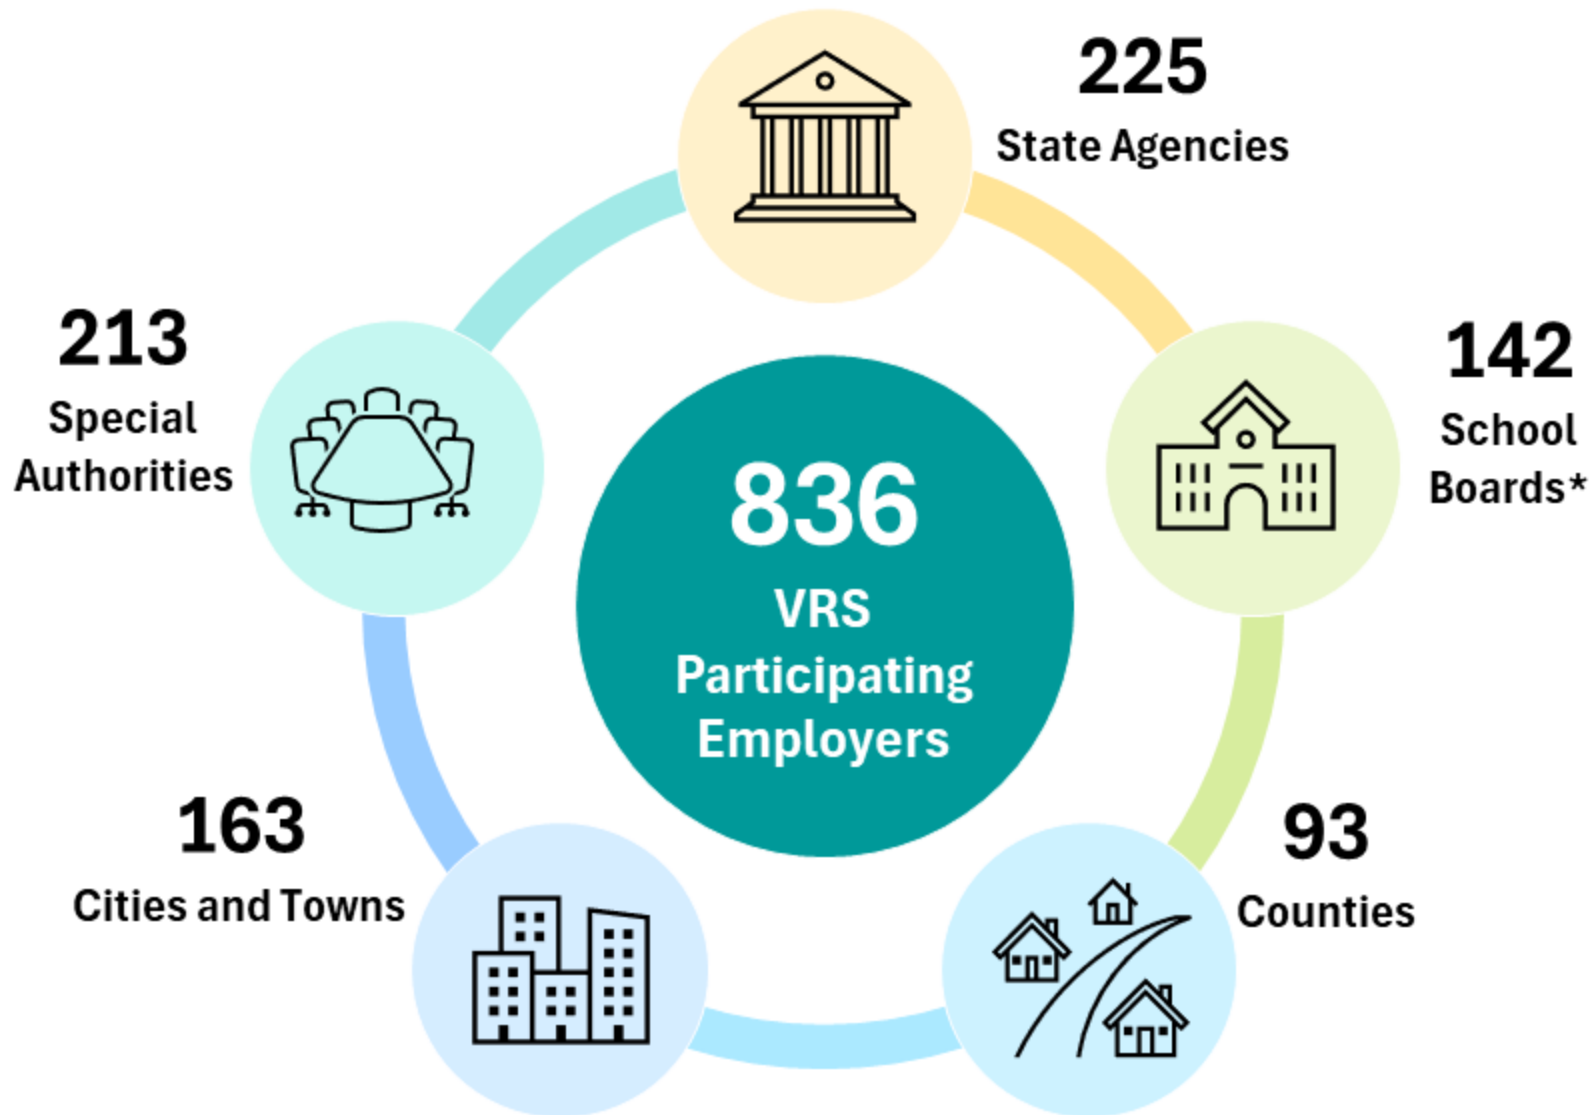 225
State Agencies
213
Special
Authorities
142
School
Boards*
836
VRS
Participating
Employers
163
Cities and Towns
93
Counties